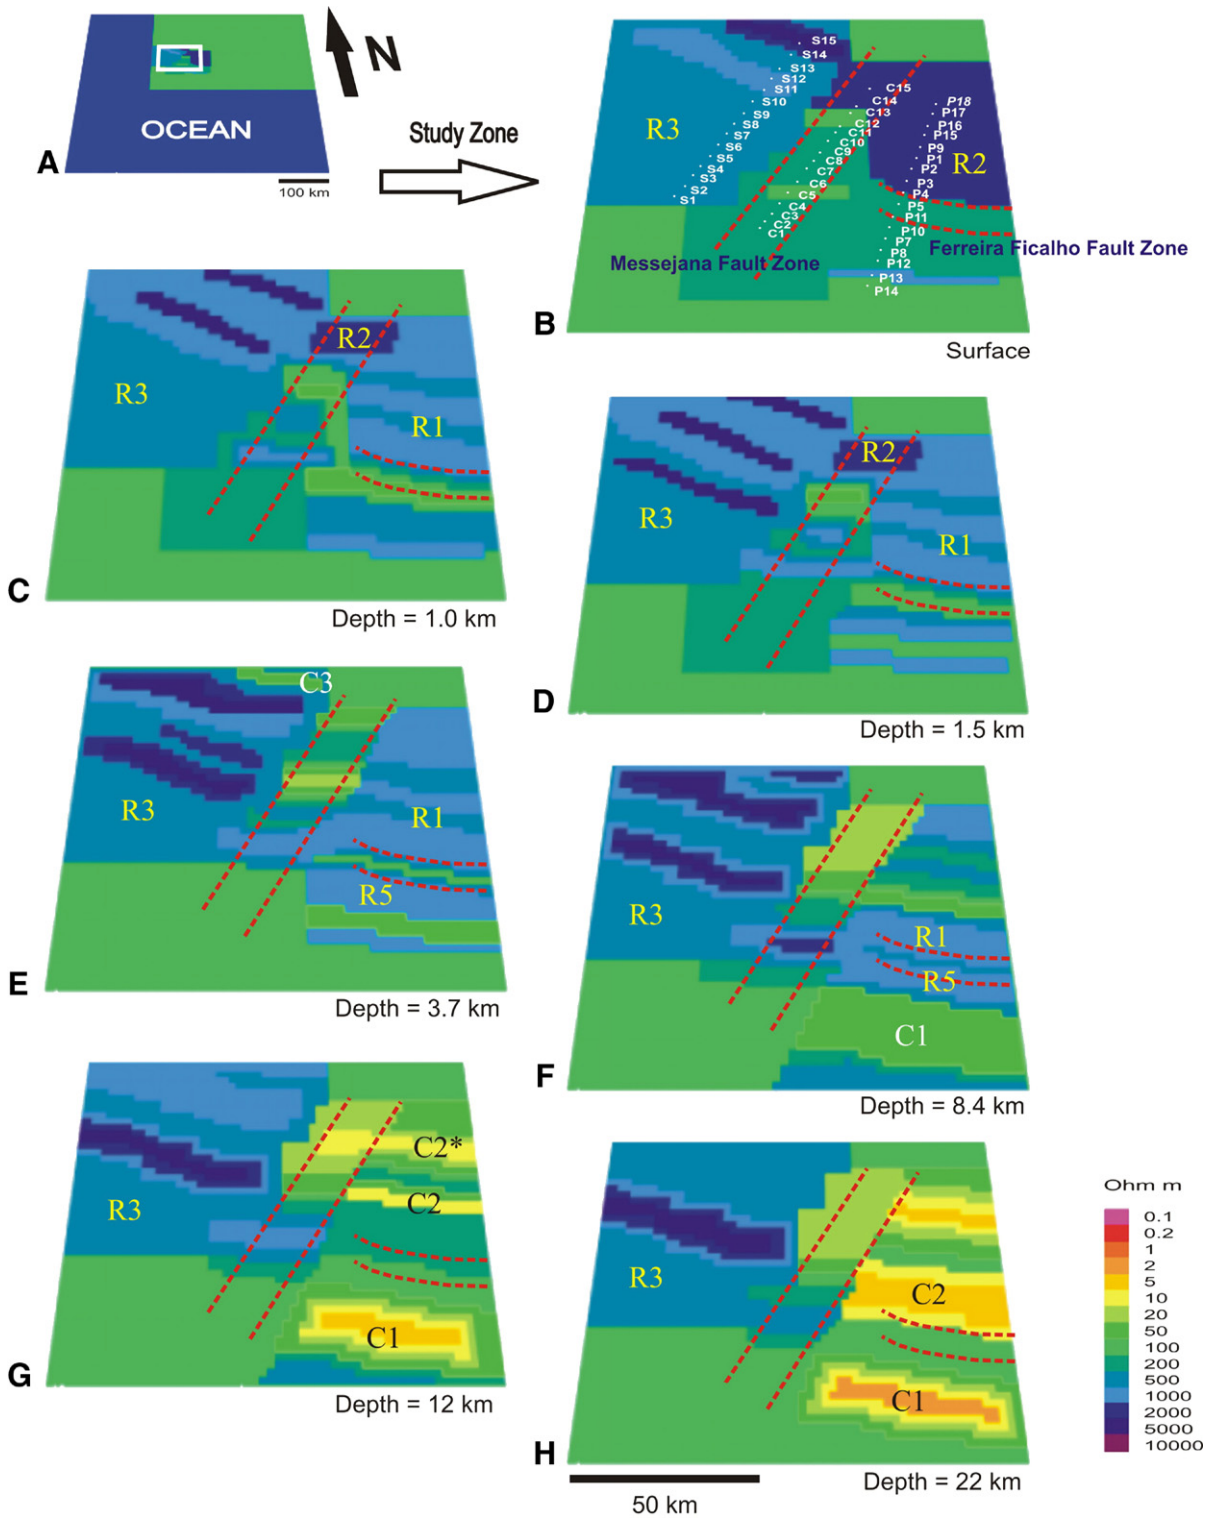 N
OCEAN
A
100 km
Study Zone
S15
S14
S13
S12
S11
S10
S9
S8
S7
S6
S5
S4
S3
S2
S1
C15
C14
C13
C12
C11
C10
C9
C8
C7
C6
C5
C4
C3
C2
C1
P18
P17
P16
P15
P9
P1
P2
P3
P4
P5
P11
P10
P7
P8
P12
P13
P14
R3
R2
Messejana Fault Zone
Ferreira Ficalho Fault Zone
B
Surface
R2
R3
R1
C
Depth = 1.0 km
R2
R3
R1
D
Depth = 1.5 km
C3
R3
R1
R5
E
Depth = 3.7 km
R3
R1
R5
C1
F
Depth = 8.4 km
C2*
C2
R3
C1
G
Depth = 12 km
R3
C2
C1
H
Depth = 22 km
50 km
Ohm m
0.1
0.2
1
2
5
10
20
50
100
200
500
1000
2000
5000
10000